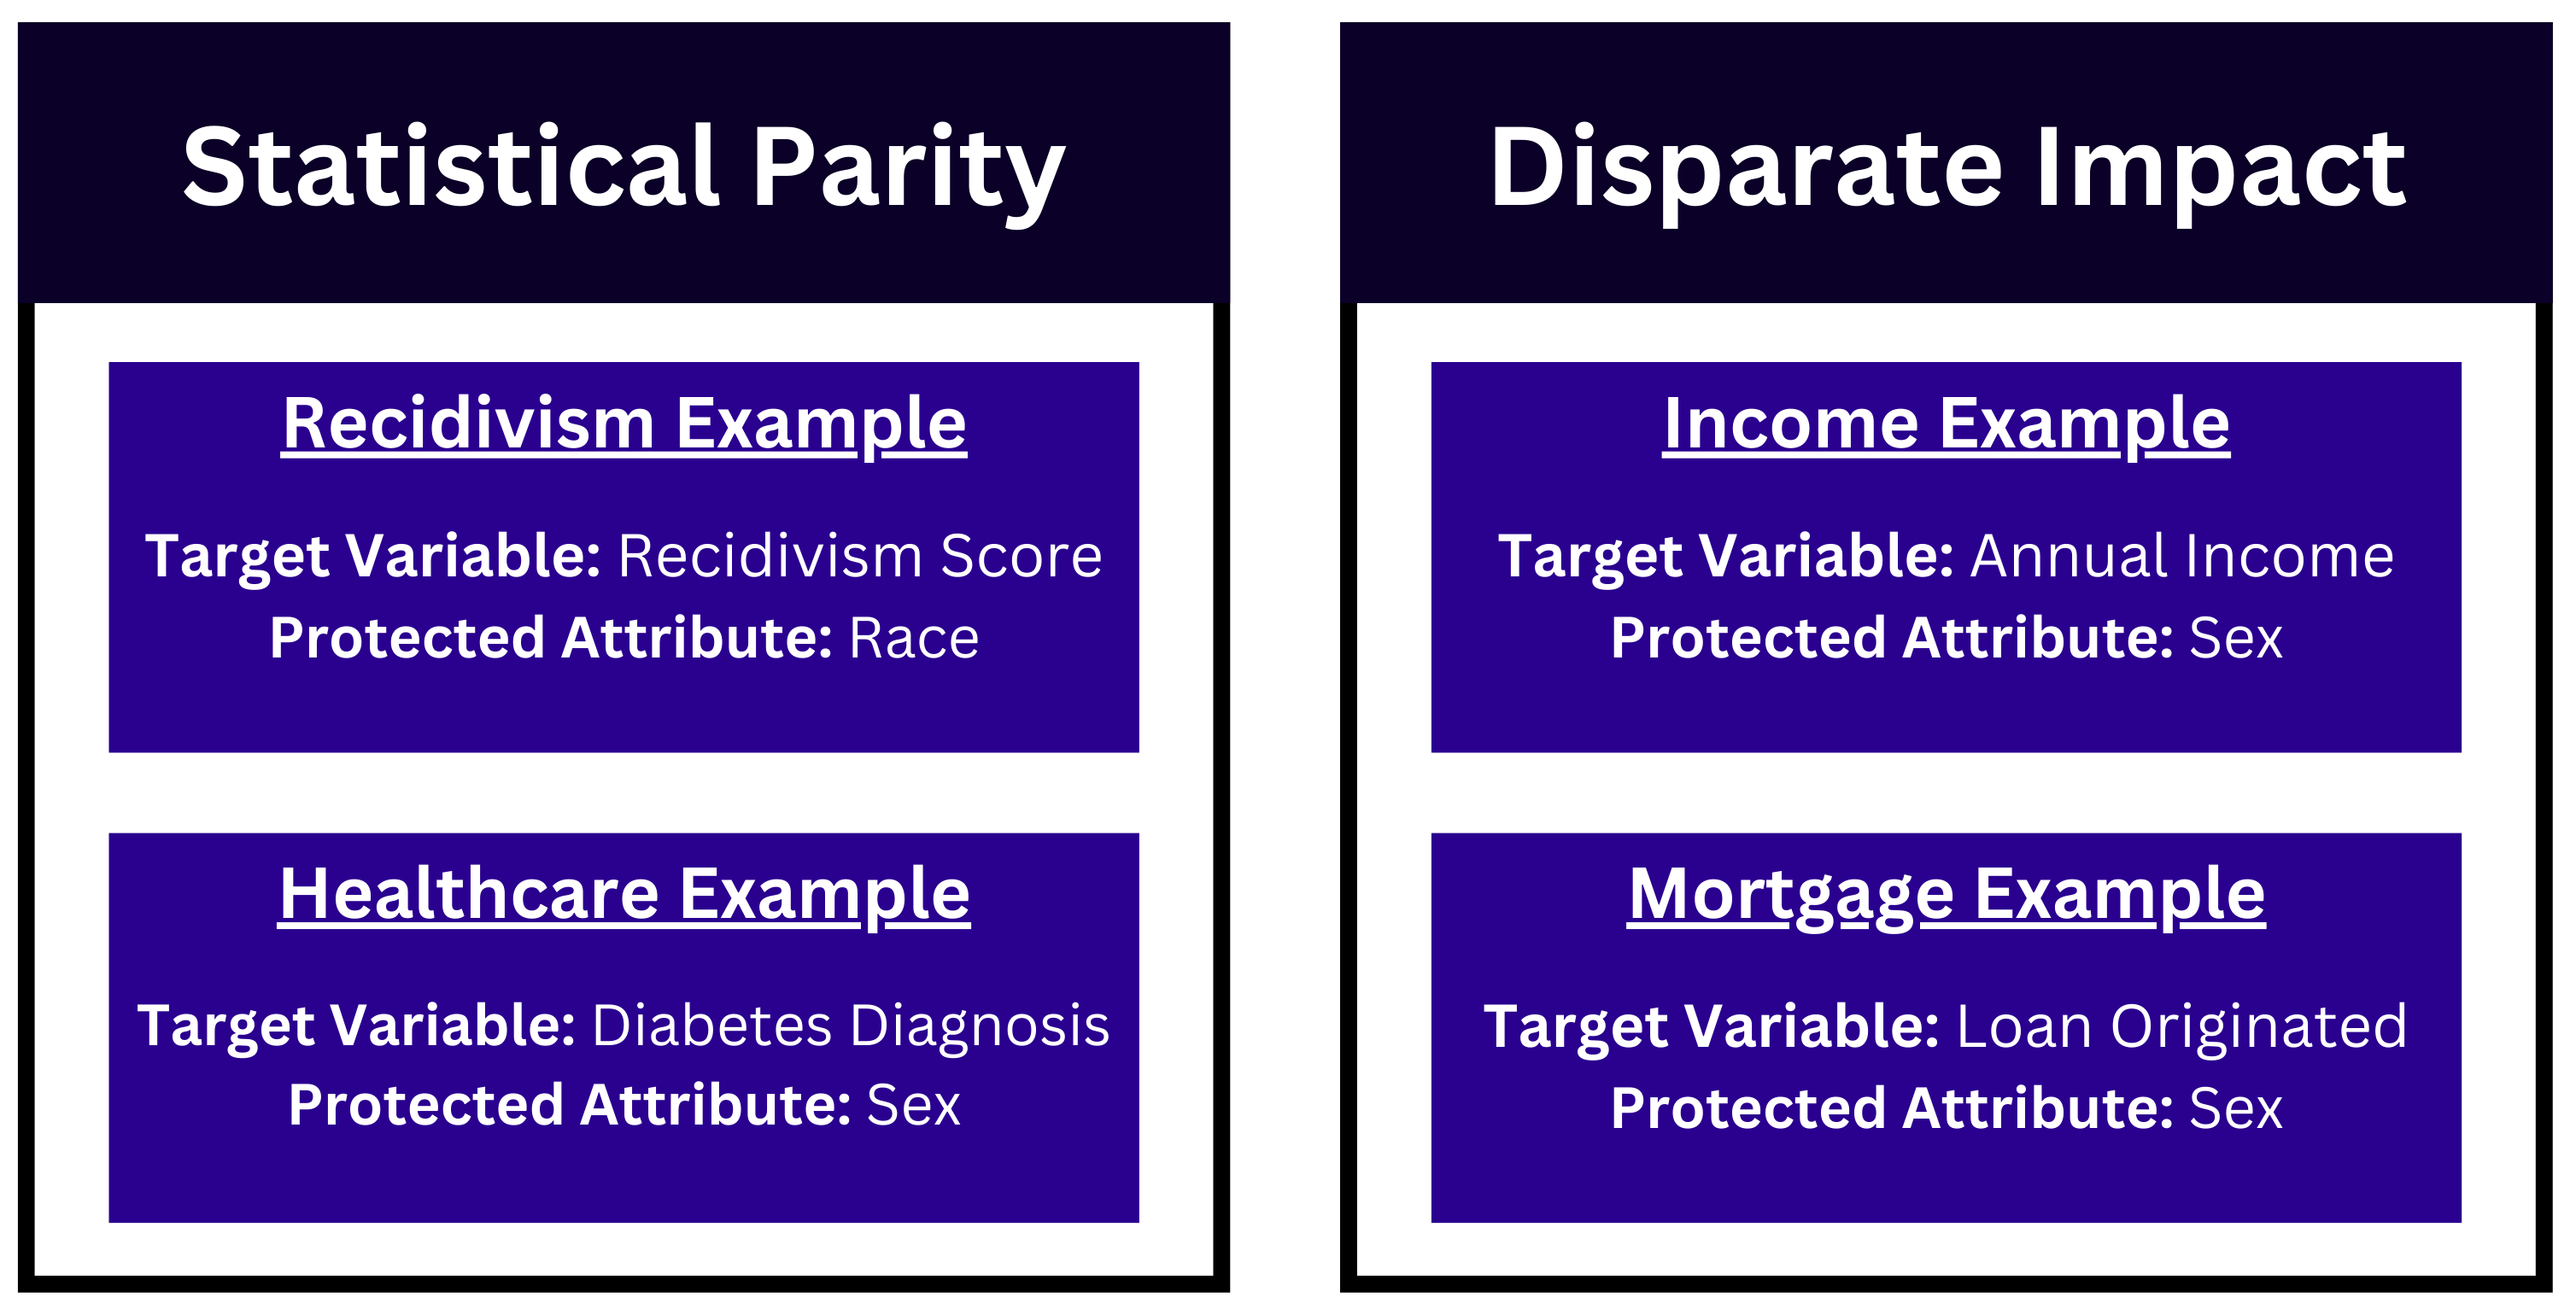 Statistical Parity
Recidivism Example
Target Variable: Recidivism Score
Protected Attribute: Race
Healthcare Example
Target Variable: Diabetes Diagnosis
Protected Attribute: Sex
Disparate Impact
Income Example
Target Variable: Annual Income
Protected Attribute: Sex
Mortgage Example
Target Variable: Loan Originated
Protected Attribute: Sex